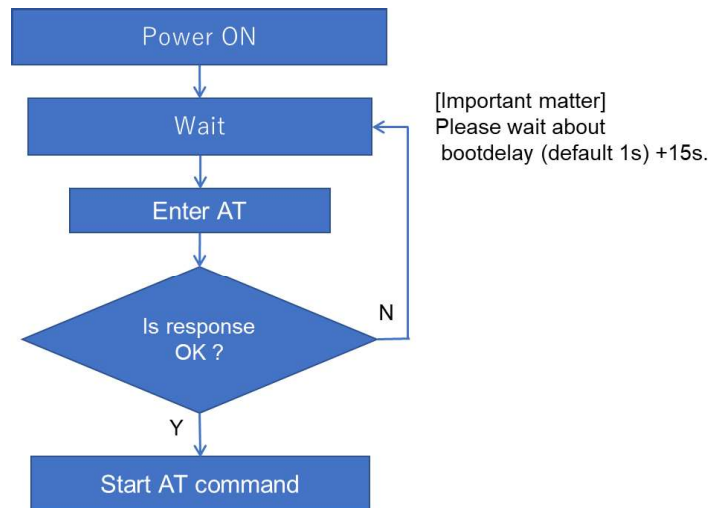 Power ON
Wait
[Important matter]
Please wait about
bootdelay (default 1s) +15s.
Enter AT
Is response
OK ?
N
Y
Start AT command